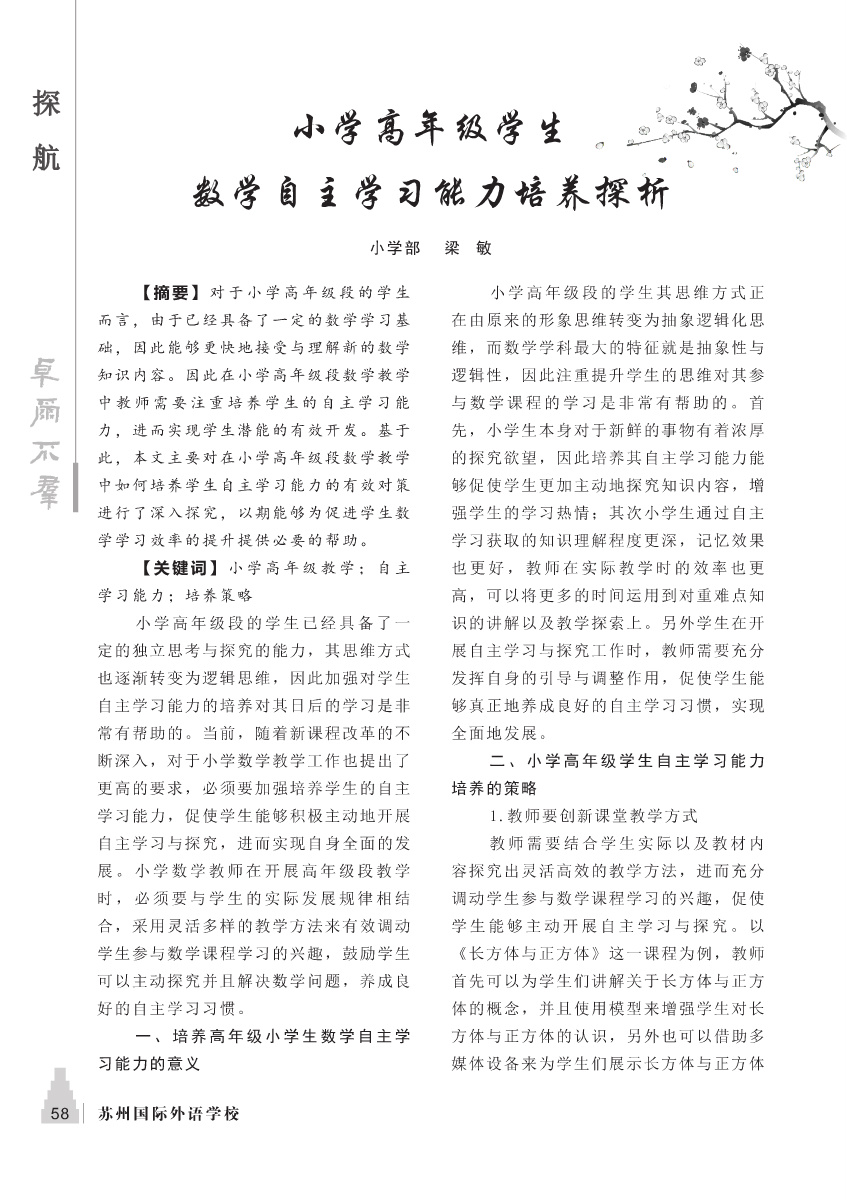 探
航
卓尔不群
小学高年级学生
数学自主学习能力培养探析
小学部 梁 敏
【摘要】对于小学高年级段的学生
而言，由于已经具备了一定的数学学习基
础，因此能够更快地接受与理解新的数学
知识内容。因此在小学高年级段数学教学
中教师需要注重培养学生的自主学习能
力，进而实现学生潜能的有效开发。基于
此，本文主要对在小学高年级段数学教学
中如何培养学生自主学习能力的有效对策
进行了深入探究，以期能够为促进学生数
学学习效率的提升提供必要的帮助。
【关键词】小学高年级教学；自主
学习能力；培养策略
小学高年级段的学生已经具备了一
定的独立思考与探究的能力，其思维方式
也逐渐转变为逻辑思维，因此加强对学生
自主学习能力的培养对其日后的学习是非
常有帮助的。当前，随着新课程改革的不
断深入，对于小学数学教学工作也提出了
更高的要求，必须要加强培养学生的自主
学习能力，促使学生能够积极主动地开展
自主学习与探究，进而实现自身全面的发
展。小学数学教师在开展高年级段教学
时，必须要与学生的实际发展规律相结
合，采用灵活多样的教学方法来有效调动
学生参与数学课程学习的兴趣，鼓励学生
可以主动探究并且解决数学问题，养成良
好的自主学习习惯。
一、培养高年级小学生数学自主学
习能力的意义
小学高年级段的学生其思维方式正
在由原来的形象思维转变为抽象逻辑化思
维，而数学学科最大的特征就是抽象性与
逻辑性，因此注重提升学生的思维对其参
与数学课程的学习是非常有帮助的。首
先，小学生本身对于新鲜的事物有着浓厚
的探究欲望，因此培养其自主学习能力能
够促使学生更加主动地探究知识内容，增
强学生的学习热情；其次小学生通过自主
学习获取的知识理解程度更深，记忆效果
也更好，教师在实际教学时的效率也更
高，可以将更多的时间运用到对重难点知
识的讲解以及教学探索上。另外学生在开
展自主学习与探究工作时，教师需要充分
发挥自身的引导与调整作用，促使学生能
够真正地养成良好的自主学习习惯，实现
全面地发展。
二、小学高年级学生自主学习能力
培养的策略
1.教师要创新课堂教学方式
教师需要结合学生实际以及教材内
容探究出灵活高效的教学方法，进而充分
调动学生参与数学课程学习的兴趣，促使
学生能够主动开展自主学习与探究。以
《长方体与正方体》这一课程为例，教师
首先可以为学生们讲解关于长方体与正方
体的概念，并且使用模型来增强学生对长
方体与正方体的认识，另外也可以借助多
媒体设备来为学生们展示长方体与正方体
58 苏州国际外语学校